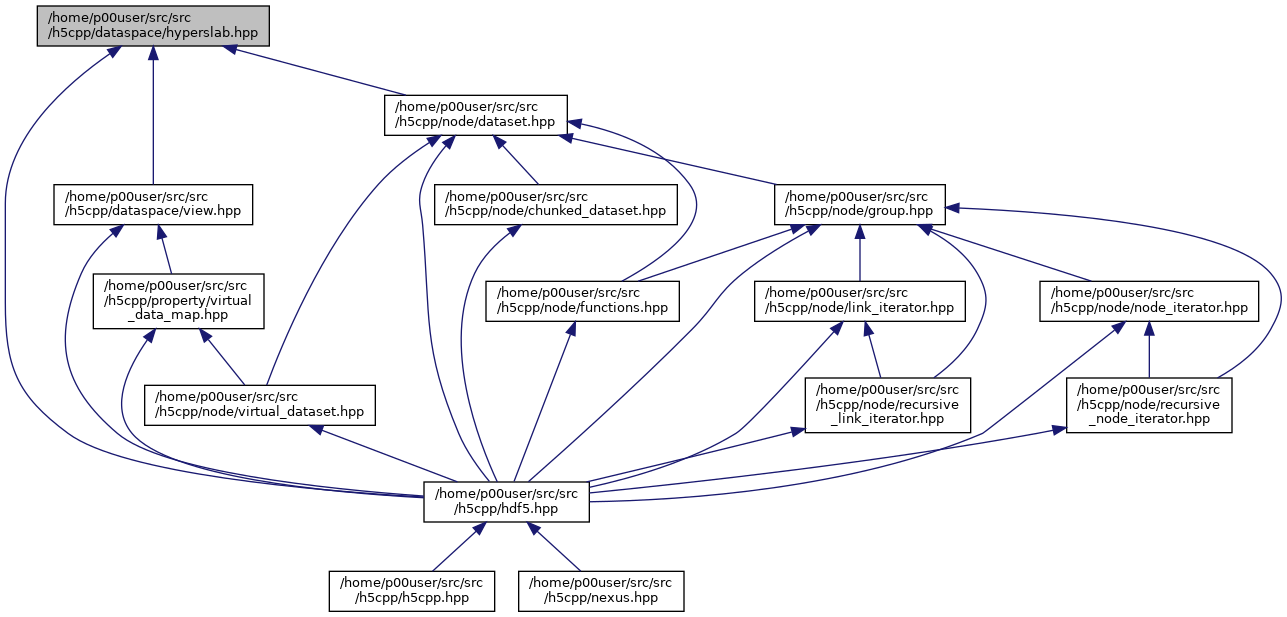 /home/p00user/src/src
/h5cpp/dataspace/hyperslab.hpp
/home/p00user/src/src
/h5cpp/node/dataset.hpp
/home/p00user/src/src
/h5cpp/dataspace/view.hpp
/home/p00user/src/src
/h5cpp/node/chunked_dataset.hpp
/home/p00user/src/src
/h5cpp/node/group.hpp
/home/p00user/src/src
/h5cpp/property/virtual
_data_map.hpp
/home/p00user/src/src
/h5cpp/node/functions.hpp
/home/p00user/src/src
/h5cpp/node/link_iterator.hpp
/home/p00user/src/src
/h5cpp/node/node_iterator.hpp
/home/p00user/src/src
/h5cpp/node/virtual_dataset.hpp
/home/p00user/src/src
/h5cpp/node/recursive
_link_iterator.hpp
/home/p00user/src/src
/h5cpp/node/recursive
_node_iterator.hpp
/home/p00user/src/src
/h5cpp/hdf5.hpp
/home/p00user/src/src
/h5cpp/h5cpp.hpp
/home/p00user/src/src
/h5cpp/nexus.hpp